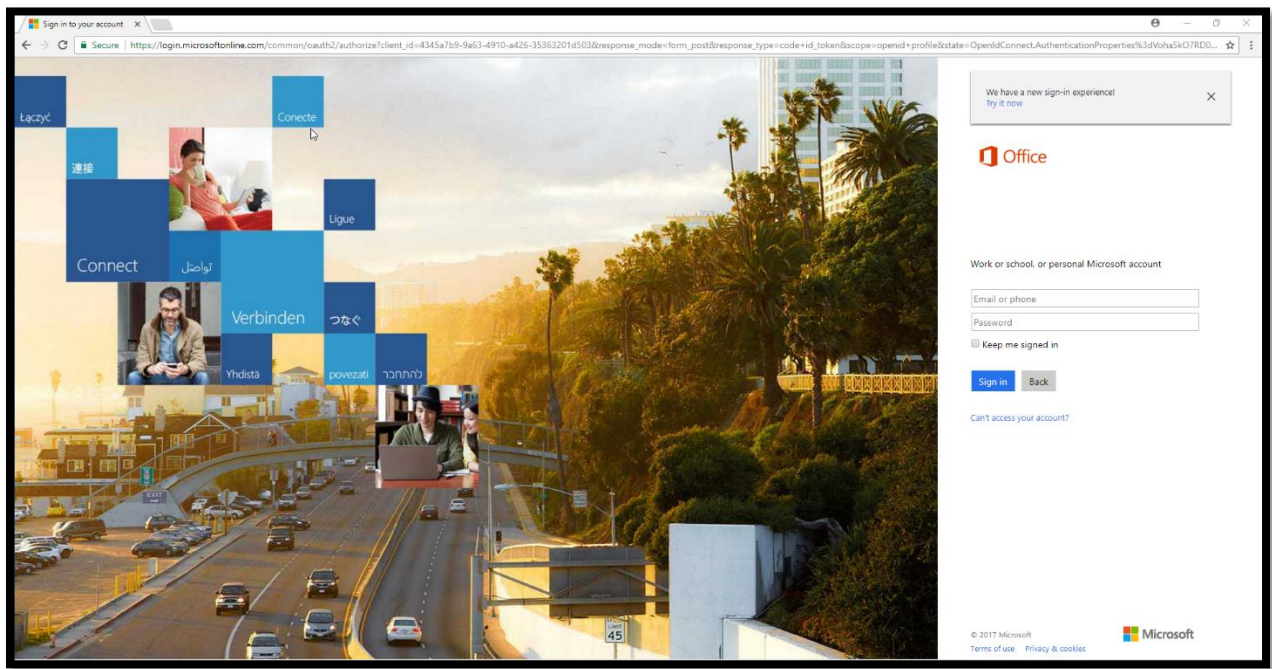 Sign in to your account
Secure | https://login.microsoftonline.com/common/oauth2/authorize?client_id=4345a7b9-9a63-4910-a426-35363201d503&response_mode=form_post&response_type=code+id_token&scope=openid+profile&state=OpenIdConnect.AuthenticationProperties%3dVohaSkO7RD0...
Łączyć
Conecte
連接
Ligue
Connect
تواصل
Verbinden
つなぐ
Yhdistä
povezati
להתחבר
EXIT
45
We have a new sign-in experience!
Try it now
Office
Work or school, or personal Microsoft account
Email or phone
Password
Keep me signed in
Sign in
Back
Can't access your account?
© 2017 Microsoft
Terms of use Privacy & cookies
Microsoft